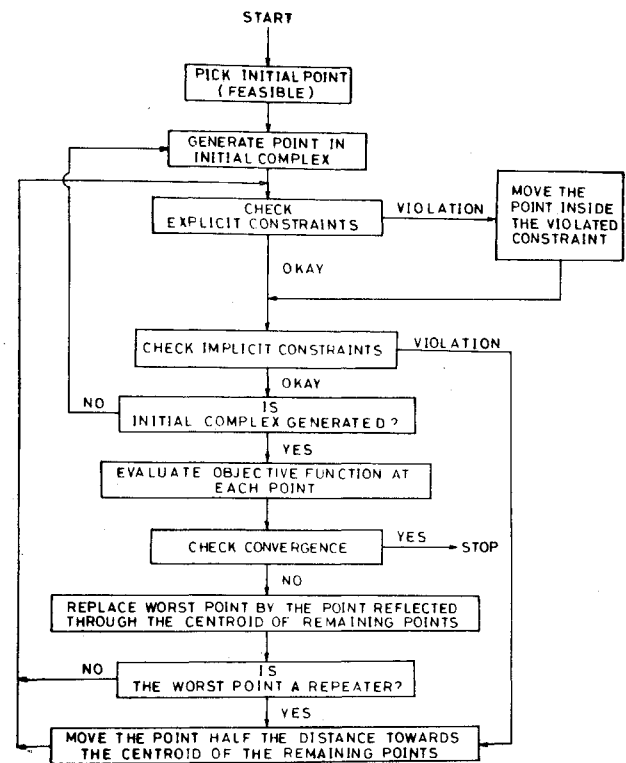 START
PICK INITIAL POINT
(FEASIBLE)
GENERATE POINT IN
INITIAL COMPLEX
CHECK
EXPLICIT CONSTRAINTS
VIOLATION
MOVE THE
POINT INSIDE
THE VIOLATED
CONSTRAINT
OKAY
CHECK IMPLICIT CONSTRAINTS
VIOLATION
OKAY
NO
IS
INITIAL COMPLEX GENERATED?
YES
EVALUATE OBJECTIVE FUNCTION AT
EACH POINT
CHECK CONVERGENCE
YES
STOP
NO
REPLACE WORST POINT BY THE POINT REFLECTED
THROUGH THE CENTROID OF REMAINING POINTS
NO
IS
THE WORST POINT A REPEATER?
YES
MOVE THE POINT HALF THE DISTANCE TOWARDS
THE CENTROID OF THE REMAINING POINTS